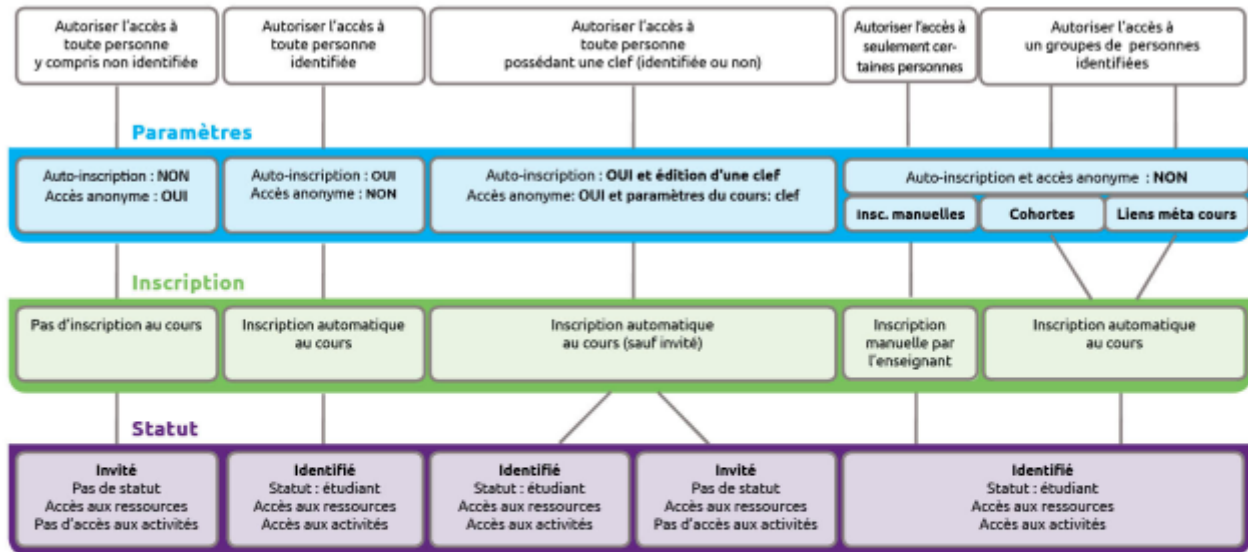 Autoriser l'accès à
toute personne
y compris non identifiée
Autoriser l'accès à
toute personne
identifiée
Autoriser l'accès à
toute personne
possédant une clef (identifiée ou non)
Autoriser l'accès à
seulement cer-
taines personnes
Autoriser l'accès à
un groupes de personnes
identifiées
Paramètres
Auto-inscription : NON
Accès anonyme : OUI
Auto-inscription : OUI
Accès anonyme : NON
Auto-inscription : OUI et édition d'une clef
Accès anonyme: OUI et paramètres du cours: clef
Auto-inscription et accès anonyme : NON
Insc. manuelles
Cohortes
Liens méta cours
Inscription
Pas d'inscription au cours
Inscription automatique
au cours
Inscription automatique
au cours (sauf invité)
Inscription
manuelle par
l'enseignant
Inscription automatique
au cours
Statut
Invité
Pas de statut
Accès aux ressources
Pas d'accès aux activités
Identifié
Statut : étudiant
Accès aux ressources
Accès aux activités
Identifié
Statut : étudiant
Accès aux ressources
Accès aux activités
Invité
Pas de statut
Accès aux ressources
Pas d'accès aux activités
Identifié
Statut : étudiant
Accès aux ressources
Accès aux activités